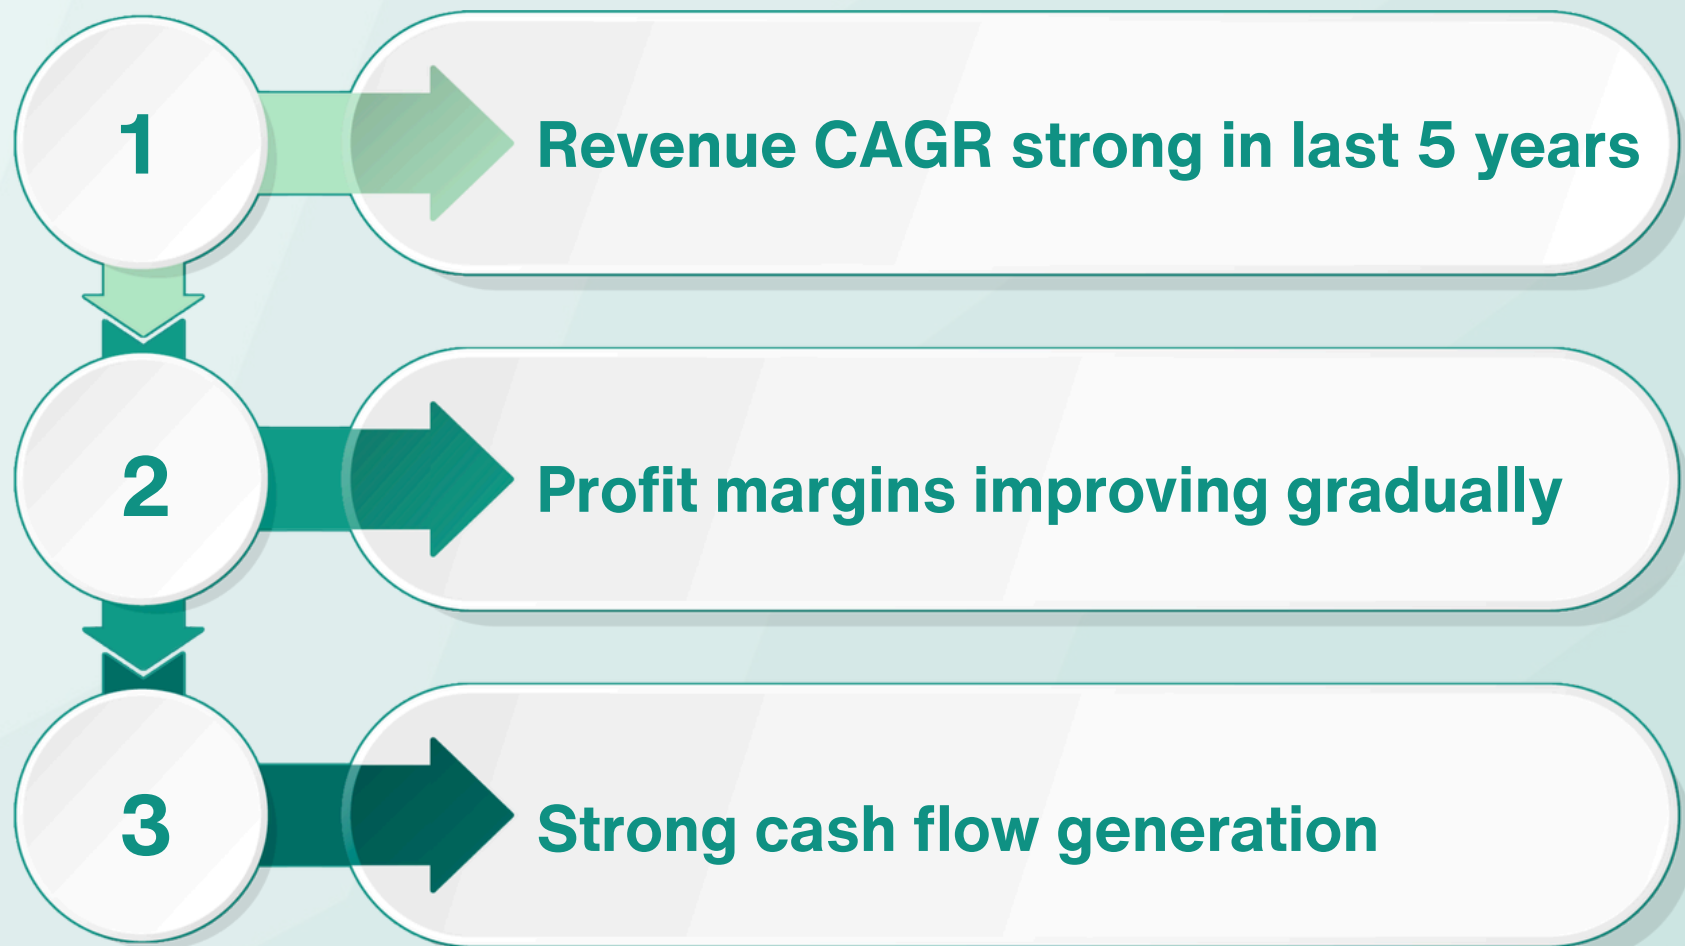 1
Revenue CAGR strong in last 5 years
2
Profit margins improving gradually
3
Strong cash flow generation